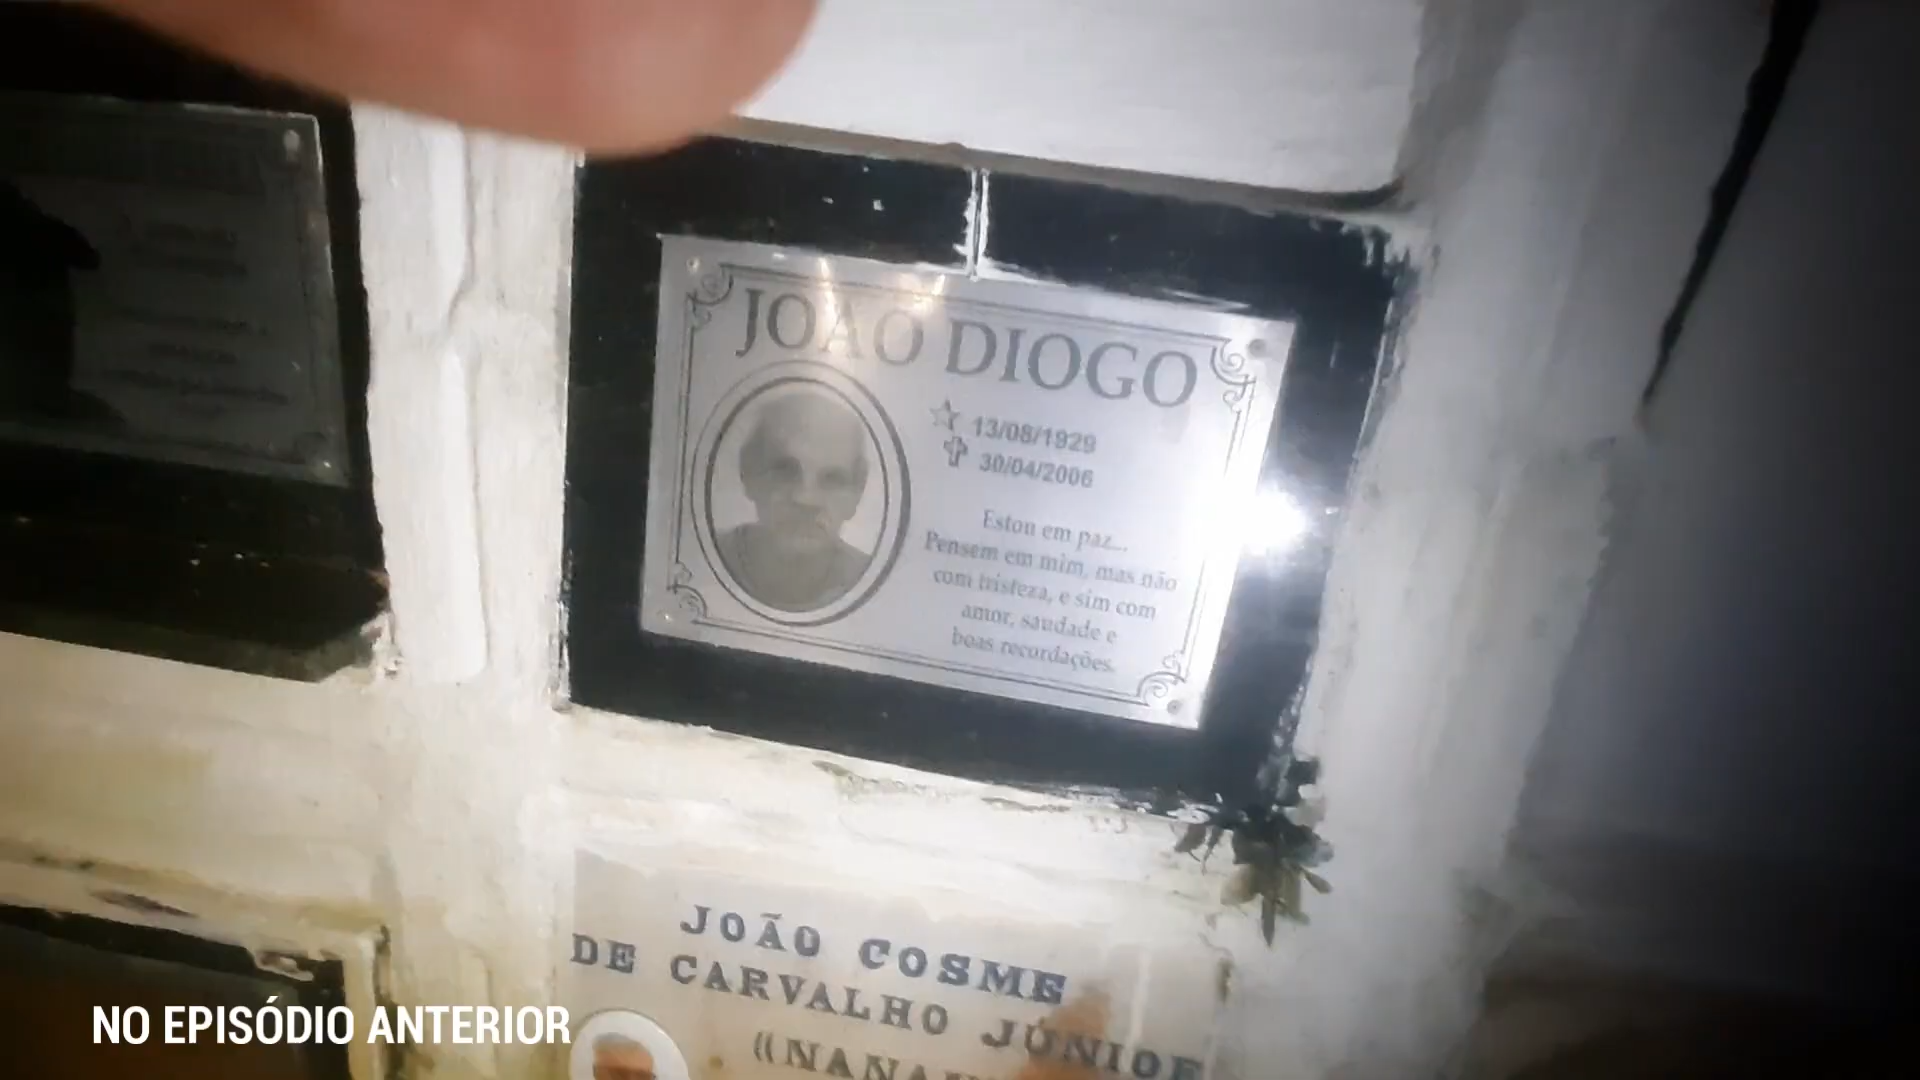 JOÃO DIOGO
13/08/1929
30/04/2006
Estou em paz...
Pensem em mim, mas não
com tristeza, e sim com
amor, saudade e
boas recordações.
JOÃO COSME
DE CARVALHO JÚNIOR
NO EPISÓDIO ANTERIOR